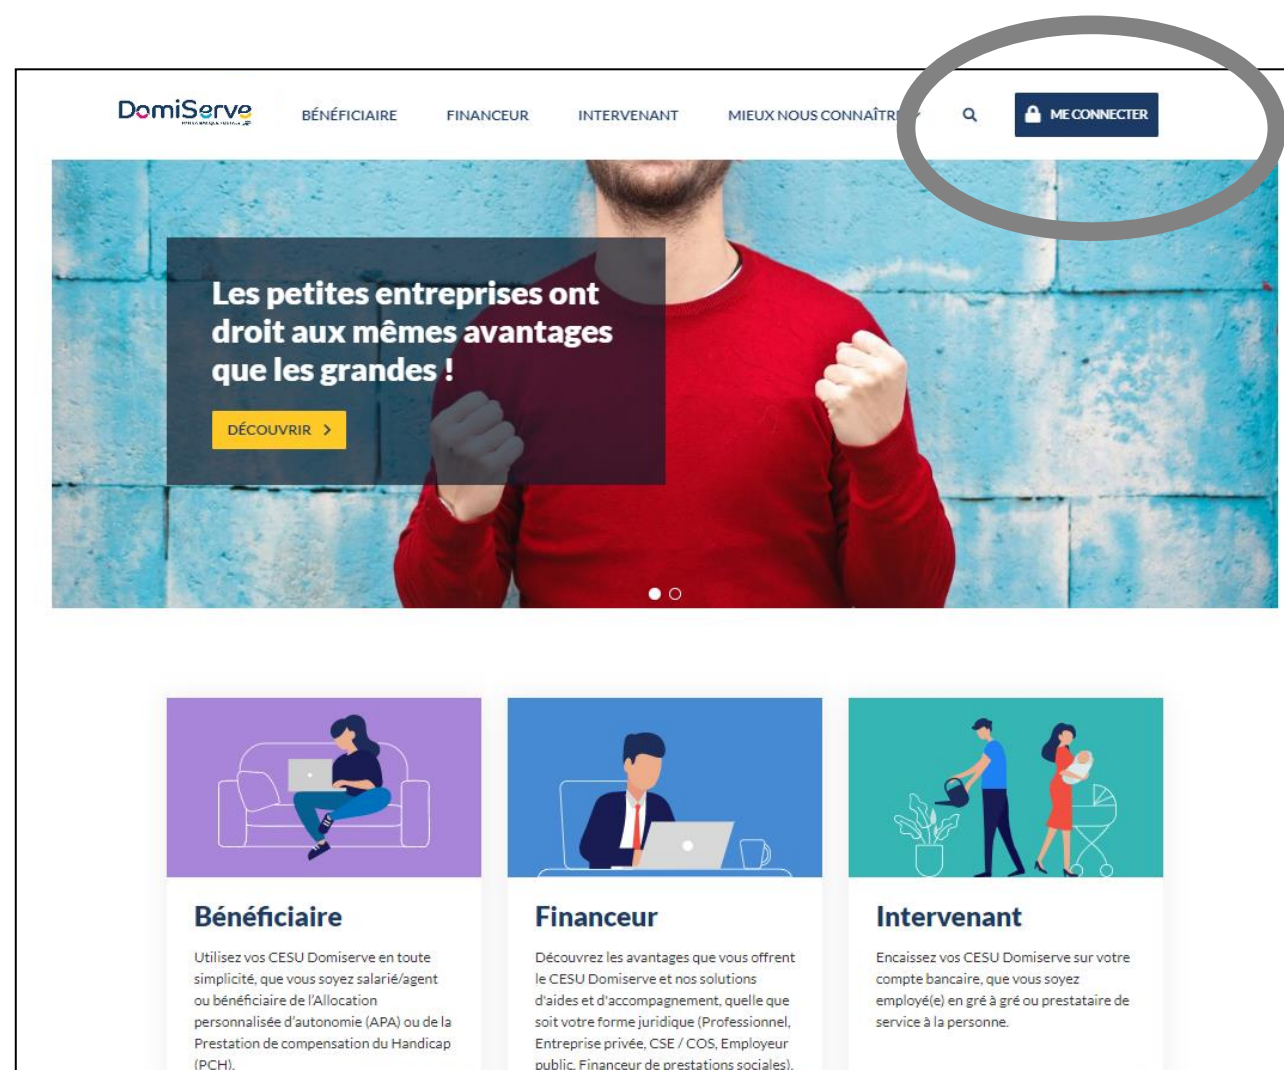 DomiServe
BÉNÉFICIAIRE
FINANCEUR
INTERVENANT
MIEUX NOUS CONNAÎTRE
ME CONNECTER
Les petites entreprises ont
droit aux mêmes avantages
que les grandes !
DÉCOUVRIR >
Bénéficiaire
Utilisez vos CESU Domiserve en toute
simplicité, que vous soyez salarié/agent
ou bénéficiaire de l’Allocation
personnalisée d’autonomie (APA) ou de la
Prestation de compensation du Handicap
(PCH).
Financeur
Découvrez les avantages que vous offrent
le CESU Domiserve et nos solutions
d'aides et d'accompagnement, quelle que
soit votre forme juridique (Professionnel,
Entreprise privée, CSE / COS, Employeur
public, Financeur de prestations sociales).
Intervenant
Encaissez vos CESU Domiserve sur votre
compte bancaire, que vous soyez
employé(e) en gré à gré ou prestataire de
service à la personne.